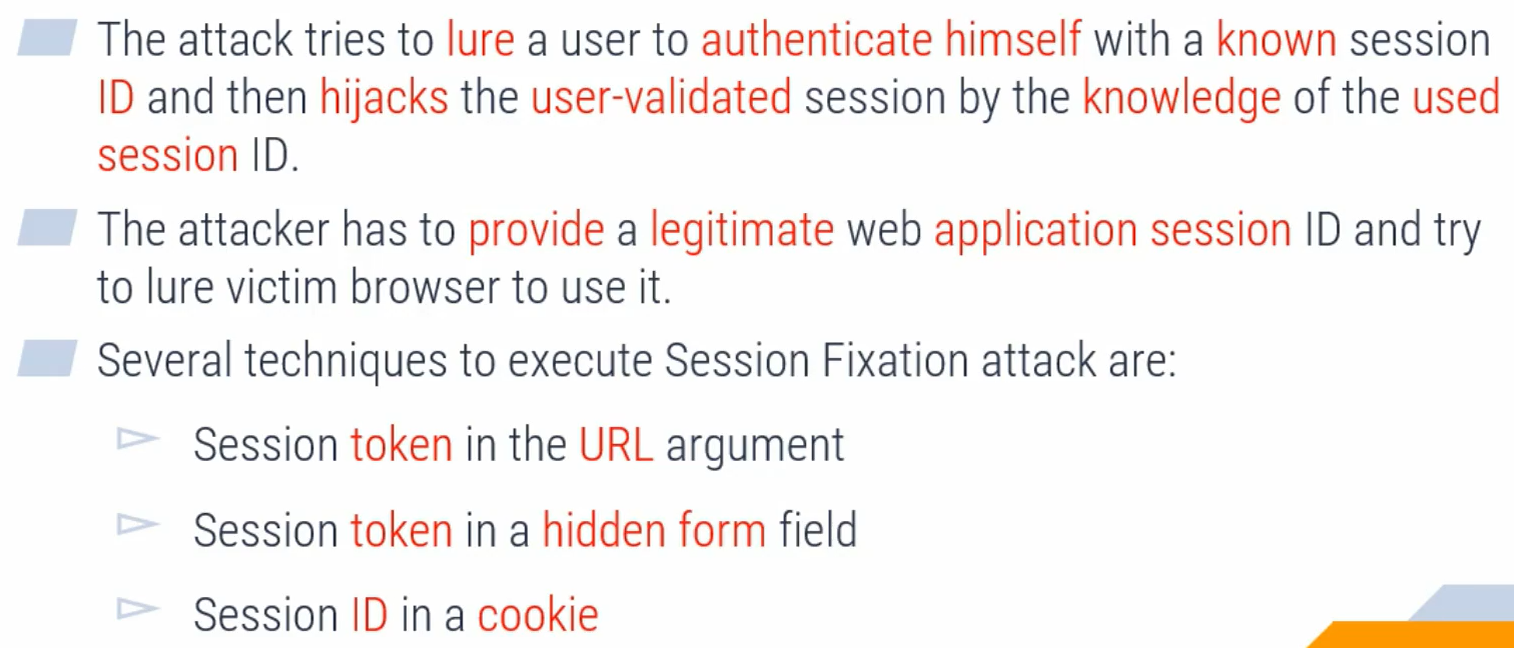 The attack tries to lure a user to authenticate himself with a known session
ID and then hijacks the user-validated session by the knowledge of the used
session ID.
The attacker has to provide a legitimate web application session ID and try
to lure victim browser to use it.
Several techniques to execute Session Fixation attack are:
Session token in the URL argument
Session token in a hidden form field
Session ID in a cookie